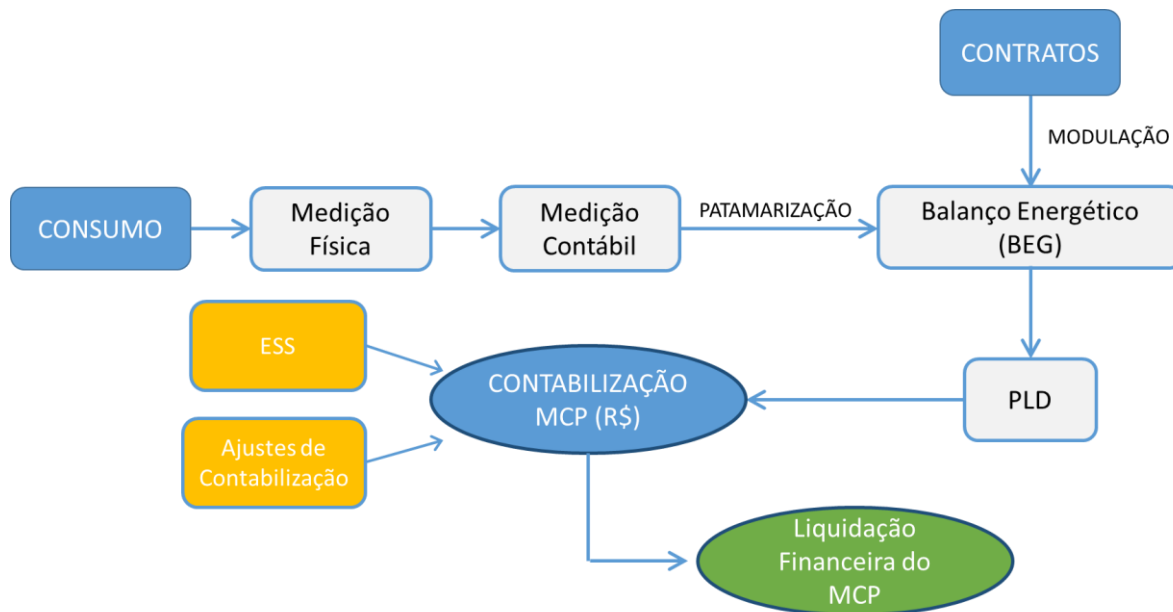 CONTRATOS
MODULAÇÃO
CONSUMO
Medição
Física
Medição
Contábil
PATAMARIZAÇÃO
Balanço Energético
(BEG)
ESS
CONTABILIZAÇÃO
MCP (R$)
PLD
Ajustes de
Contabilização
Liquidação
Financeira do
MCP